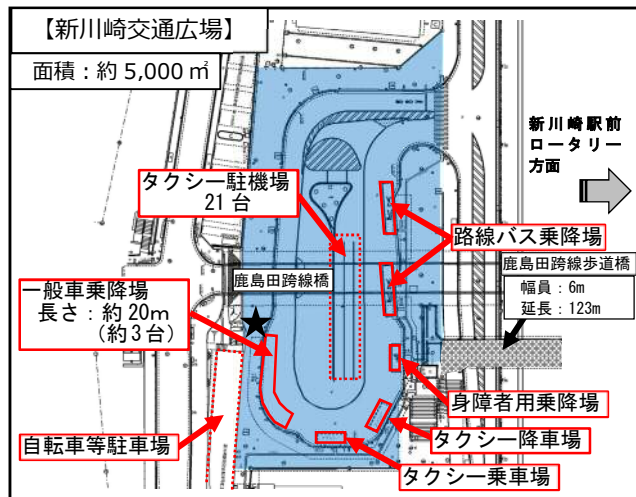 【新川崎交通広場】
面積：約 5,000 ㎡
新川崎駅前
ロータリー
方面
タクシー駐機場
21 台
路線バス乗降場
鹿島田跨線橋
鹿島田跨線歩道橋
幅員：6m
延長：123m
一般車乗降場
長さ：約 20m
（約３台）
身障者用乗降場
自転車等駐車場
タクシー降車場
タクシー乗車場